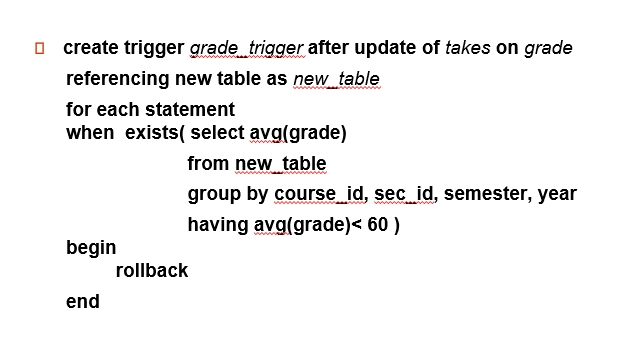 create trigger grade_trigger after update of takes on grade
referencing new table as new_table
for each statement
when exists( select avg(grade)
from new_table
group by course_id, sec_id, semester, year
having avg(grade)< 60 )
begin
rollback
end